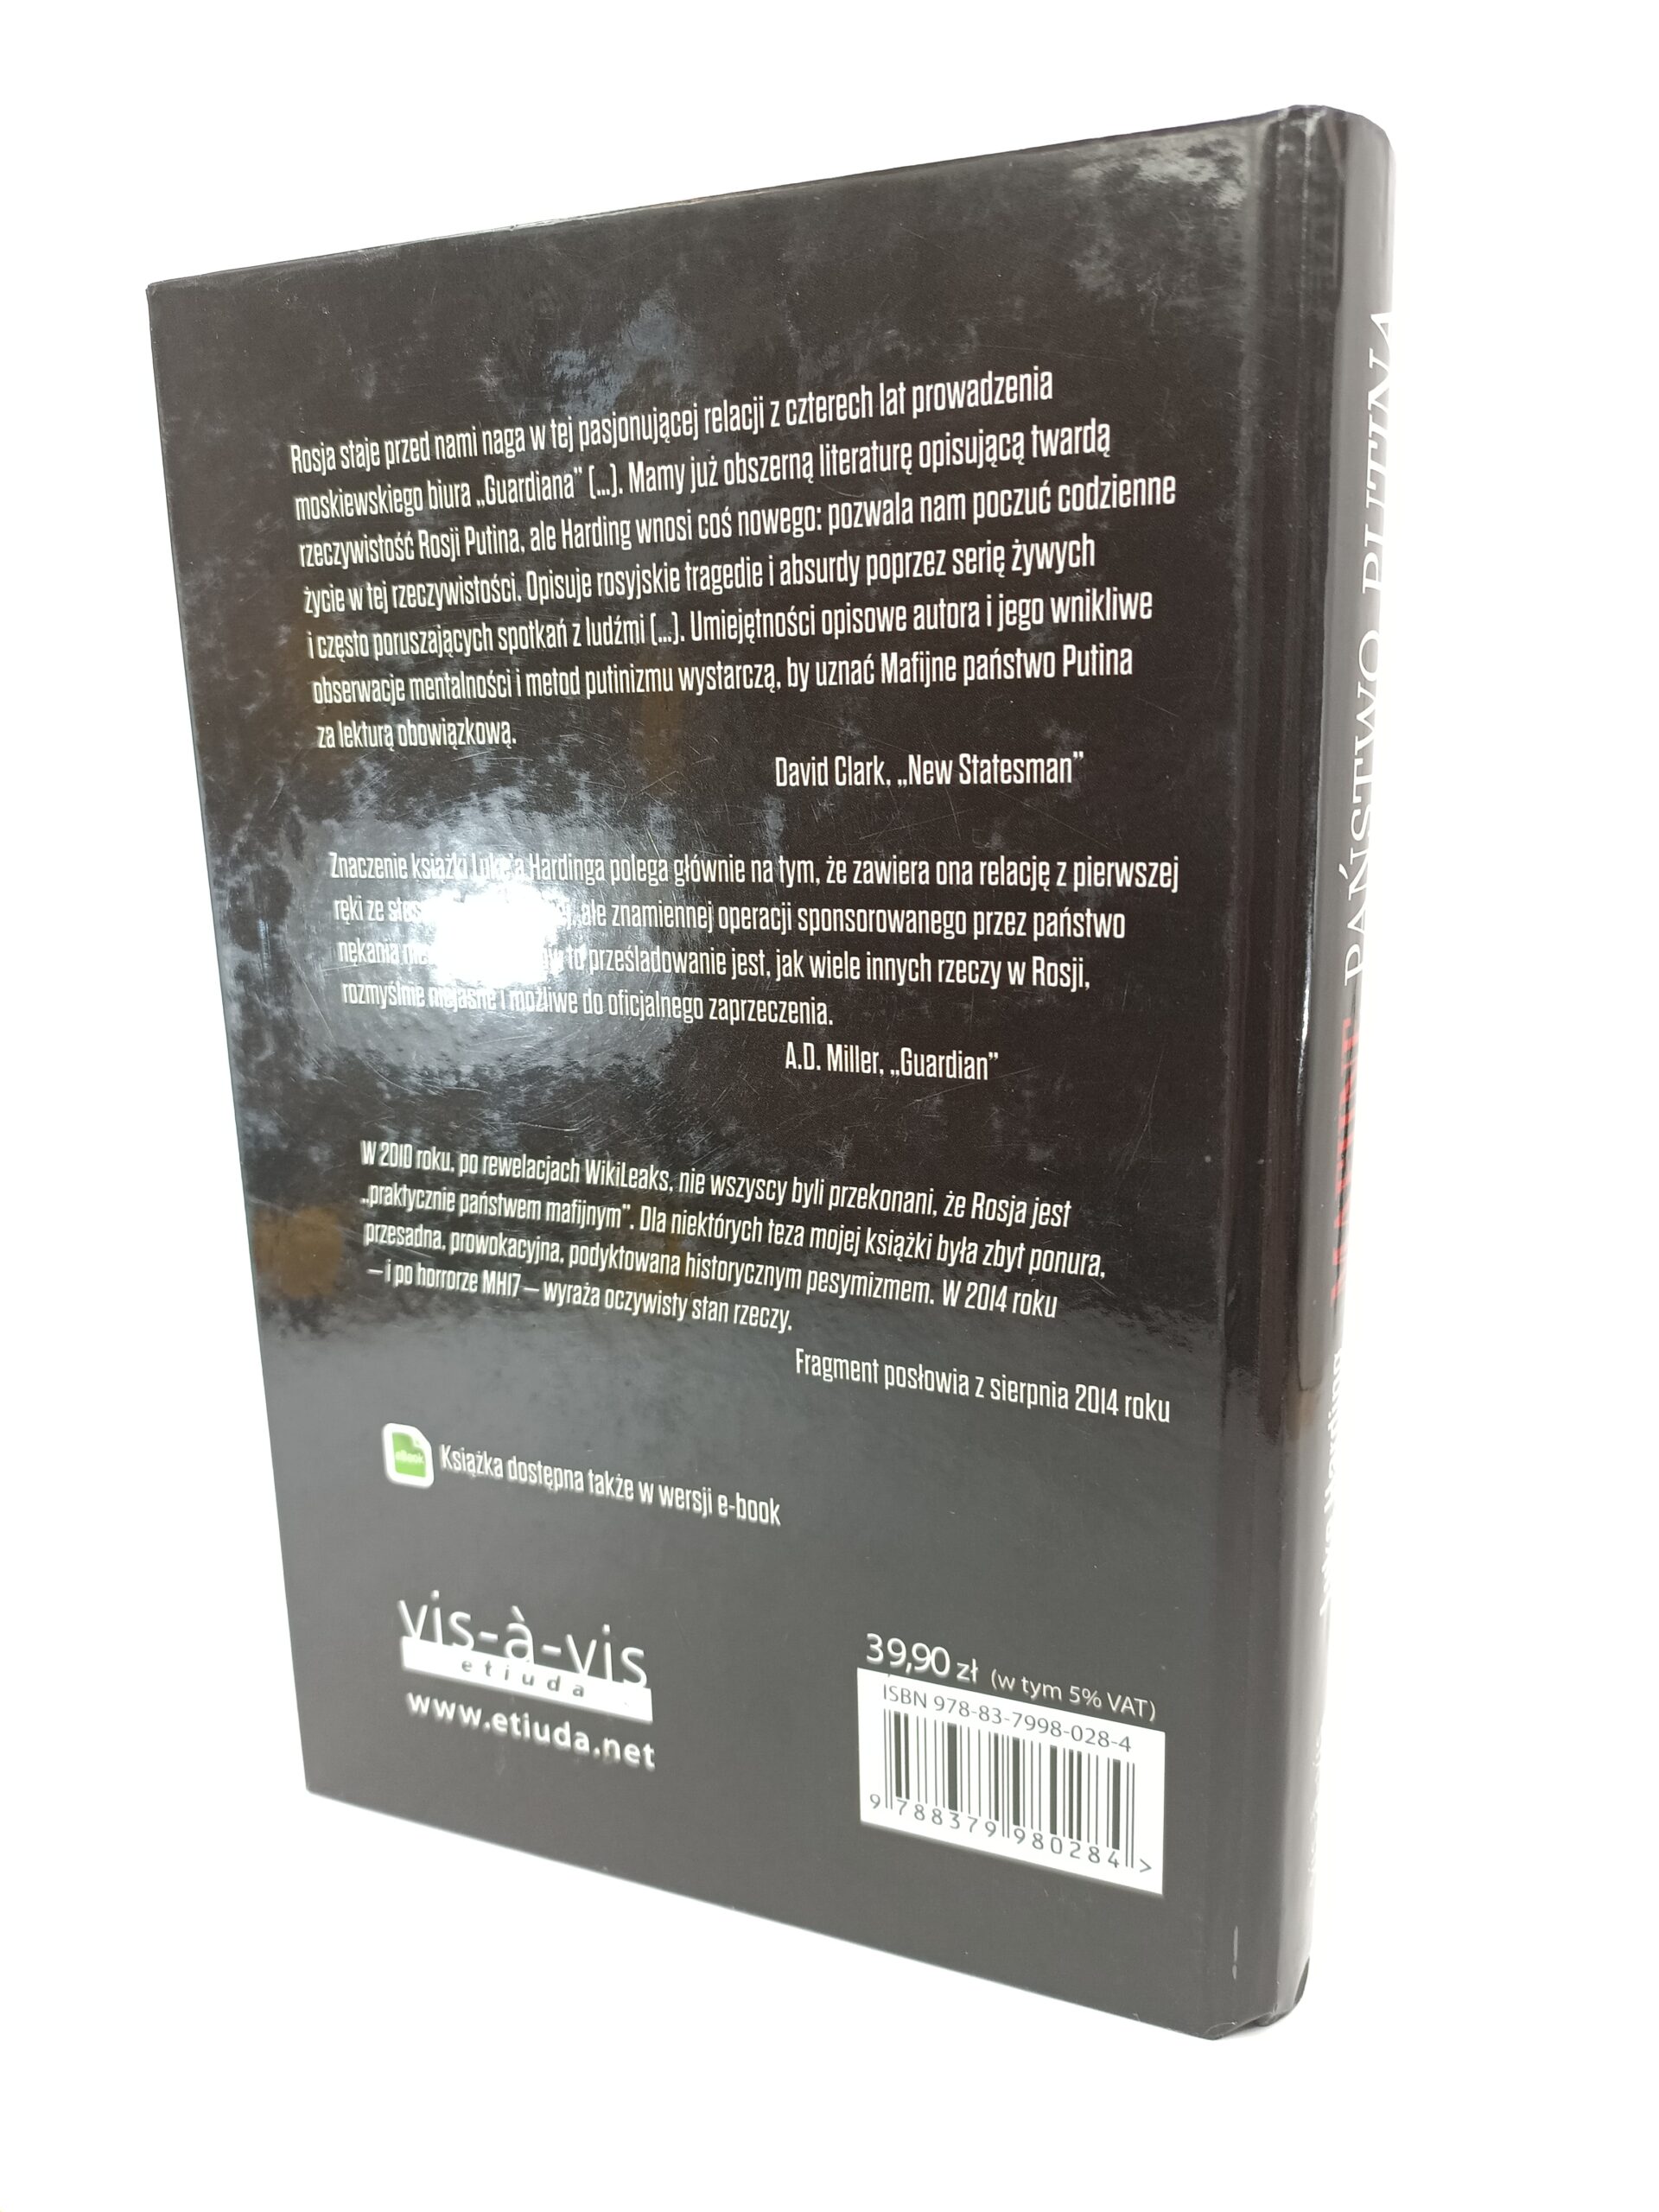 Rosja staje przed nami naga w tej pasjonującej relacji z czterech lat prowadzenia
moskiewskiego biura „Guardiana” (...). Mamy już obszerną literaturę opisującą twardą
rzeczywistość Rosji Putina, ale Harding wnosi coś nowego: pozwala nam poczuć codzienne
życie w tej rzeczywistości. Opisuje rosyjskie tragedie i absurdy poprzez serię żywych
i często poruszających spotkań z ludźmi (...). Umiejętności opisowe autora i jego wnikliwe
obserwacje mentalności i metod putinizmu wystarczą, by uznać Mafijne państwo Putina
za lekturą obowiązkową.
David Clark, „New Statesman”
Znaczenie książki Luke'a Hardinga polega głównie na tym, że zawiera ona relację z pierwszej
ręki ze ale znamiennej operacji sponsorowanego przez państwo
nękania to prześladowanie jest, jak wiele innych rzeczy w Rosji,
rozmyślnie niejasne i możliwe do oficjalnego zaprzeczenia.
A.D. Miller, „Guardian”
W 2010 roku, po rewelacjach WikiLeaks, nie wszyscy byli przekonani, że Rosja jest
„praktycznie państwem mafijnym”. Dla niektórych teza mojej książki była zbyt ponura,
przesadna, prowokacyjna, podyktowana historycznym pesymizmem. W 2014 roku
– i po horrorze MH17 – wyraża oczywisty stan rzeczy.
Fragment posłowia z sierpnia 2014 roku
eBook
Książka dostępna także w wersji e-book
vis-à-vis
etiuda
www.etiuda.net
39,90 zł (w tym 5% VAT)
ISBN 978-83-7998-028-4
9 788379 980284 >
Luke Harding MAFIJNE PAŃSTWO PUTINA